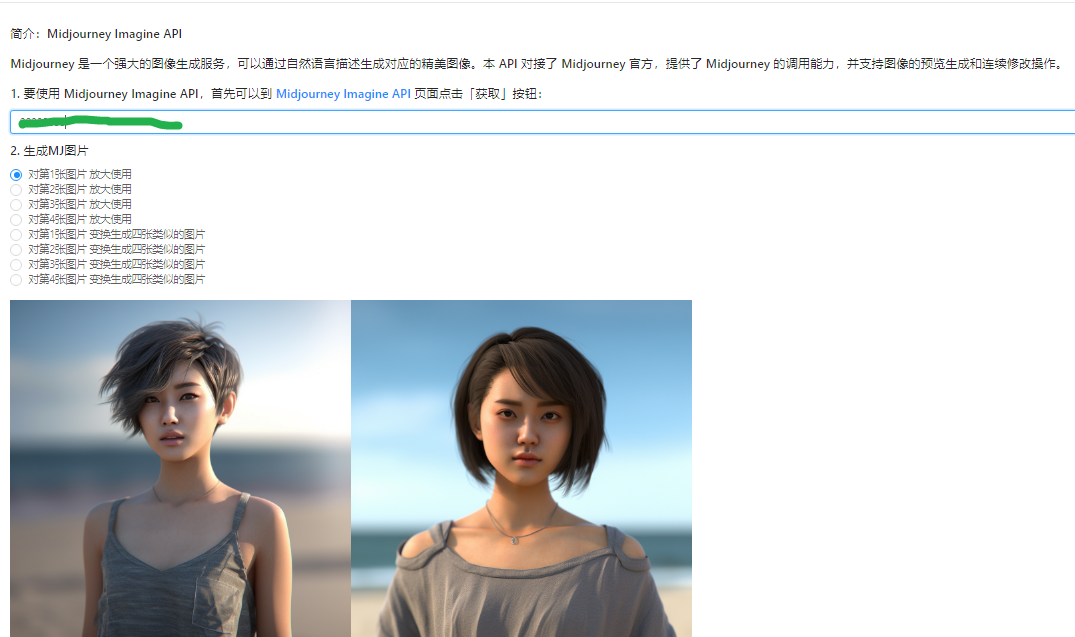 简介：Midjourney Imagine API
Midjourney 是一个强大的图像生成服务，可以通过自然语言描述生成对应的精美图像。本 API 对接了 Midjourney 官方，提供了 Midjourney 的调用能力，并支持图像的预览生成和连续修改操作。
1. 要使用 Midjourney Imagine API，首先可以到 Midjourney Imagine API 页面点击「获取」按钮：
2. 生成MJ图片
对第1张图片 放大使用
对第2张图片 放大使用
对第3张图片 放大使用
对第4张图片 放大使用
对第1张图片 变换生成四张类似的图片
对第2张图片 变换生成四张类似的图片
对第3张图片 变换生成四张类似的图片
对第4张图片 变换生成四张类似的图片